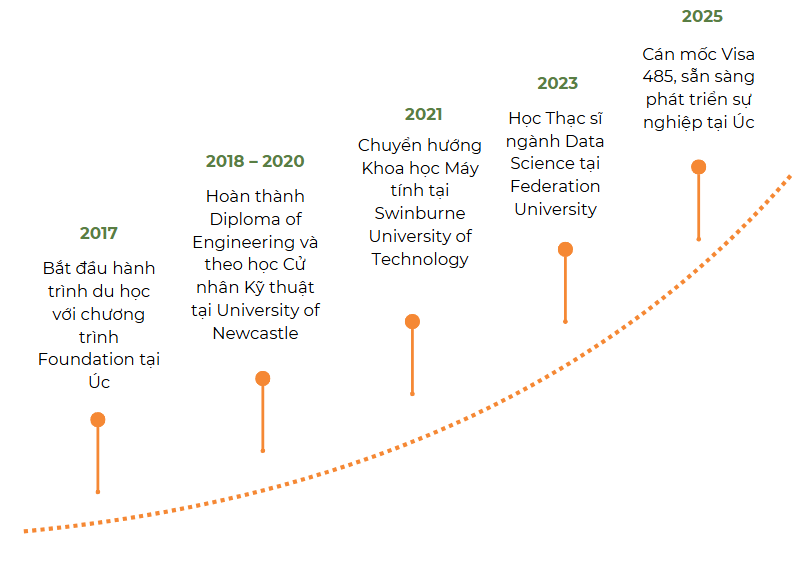 2017
Bắt đầu hành
trình du học
với chương
trình
Foundation tại
Úc
2018 – 2020
Hoàn thành
Diploma of
Engineering và
theo học Cử
nhân Kỹ thuật
tại University of
Newcastle
2021
Chuyển hướng
Khoa học Máy
tính tại
Swinburne
University of
Technology
2023
Học Thạc sĩ
ngành Data
Science tại
Federation
University
2025
Cán mốc Visa
485, sẵn sàng
phát triển sự
nghiệp tại Úc